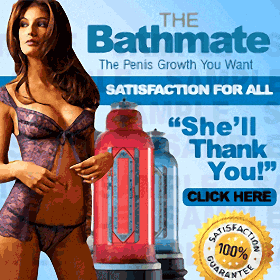 THE
Bathmate
The Penis Growth You Want
SATISFACTION FOR ALL
“She’ll
Thank
You!”
CLICK HERE
SATISFACTION
100%
GUARANTEE